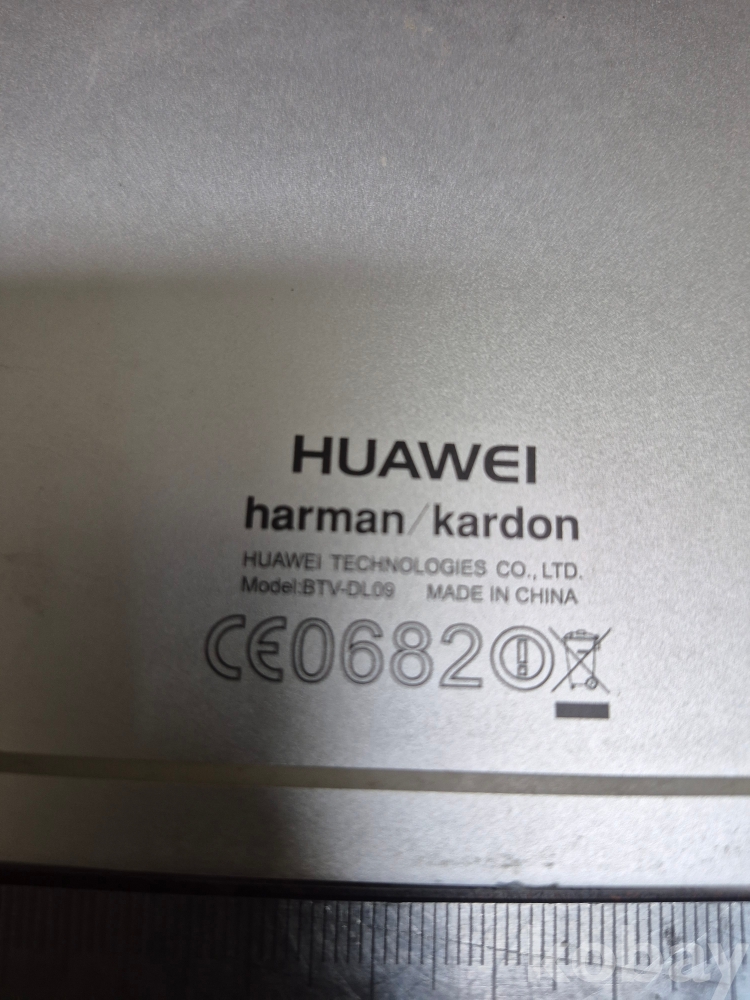 HUAWEI
harman/kardon
HUAWEI TECHNOLOGIES CO., LTD.
Model:BTV-DL09 MADE IN CHINA
CE0682